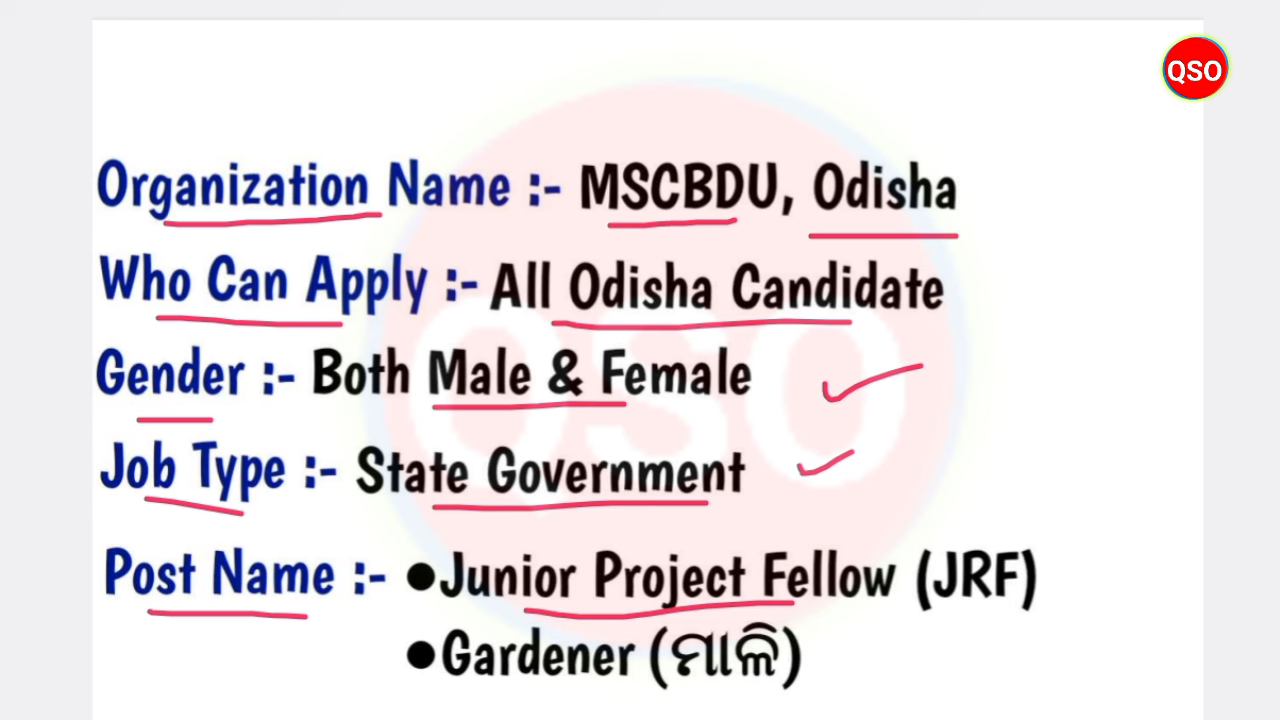 QSO
Organization Name :- MSCBDU, Odisha
Who Can Apply :- All Odisha Candidate
Gender :- Both Male & Female
Job Type :- State Government
Post Name :- ●Junior Project Fellow (JRF)
●Gardener (ମାଳି)
QSO